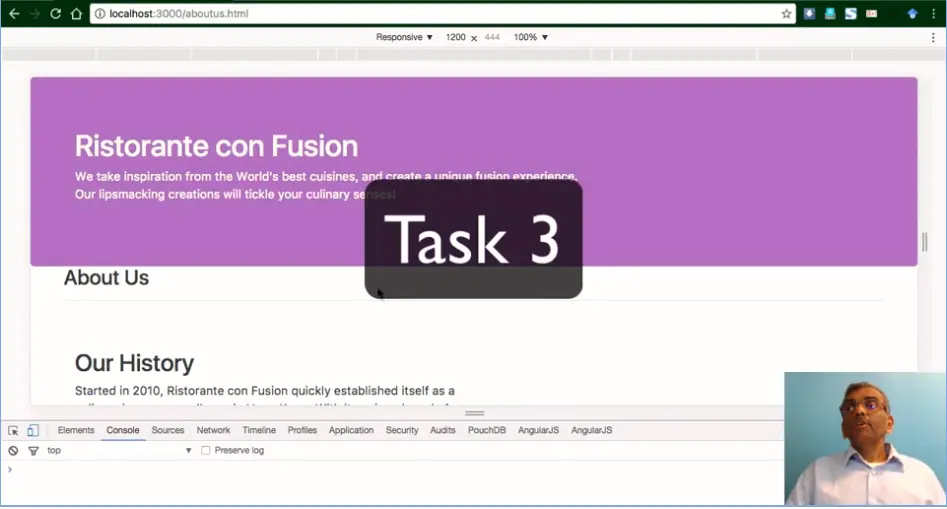 localhost:3000/aboutus.html
Responsive ▼ 1200 x 444 100% ▼
Ristorante con Fusion
We take inspiration from the World's best cuisines, and create a unique fusion experience.
Our lipsmacking creations will tickle your culinary senses!
Task 3
About Us
Our History
Started in 2010, Ristorante con Fusion quickly established itself as a
Elements Console Sources Network Timeline Profiles Application Security Audits PouchDB AngularJS AngularJS
top ▼ Preserve log